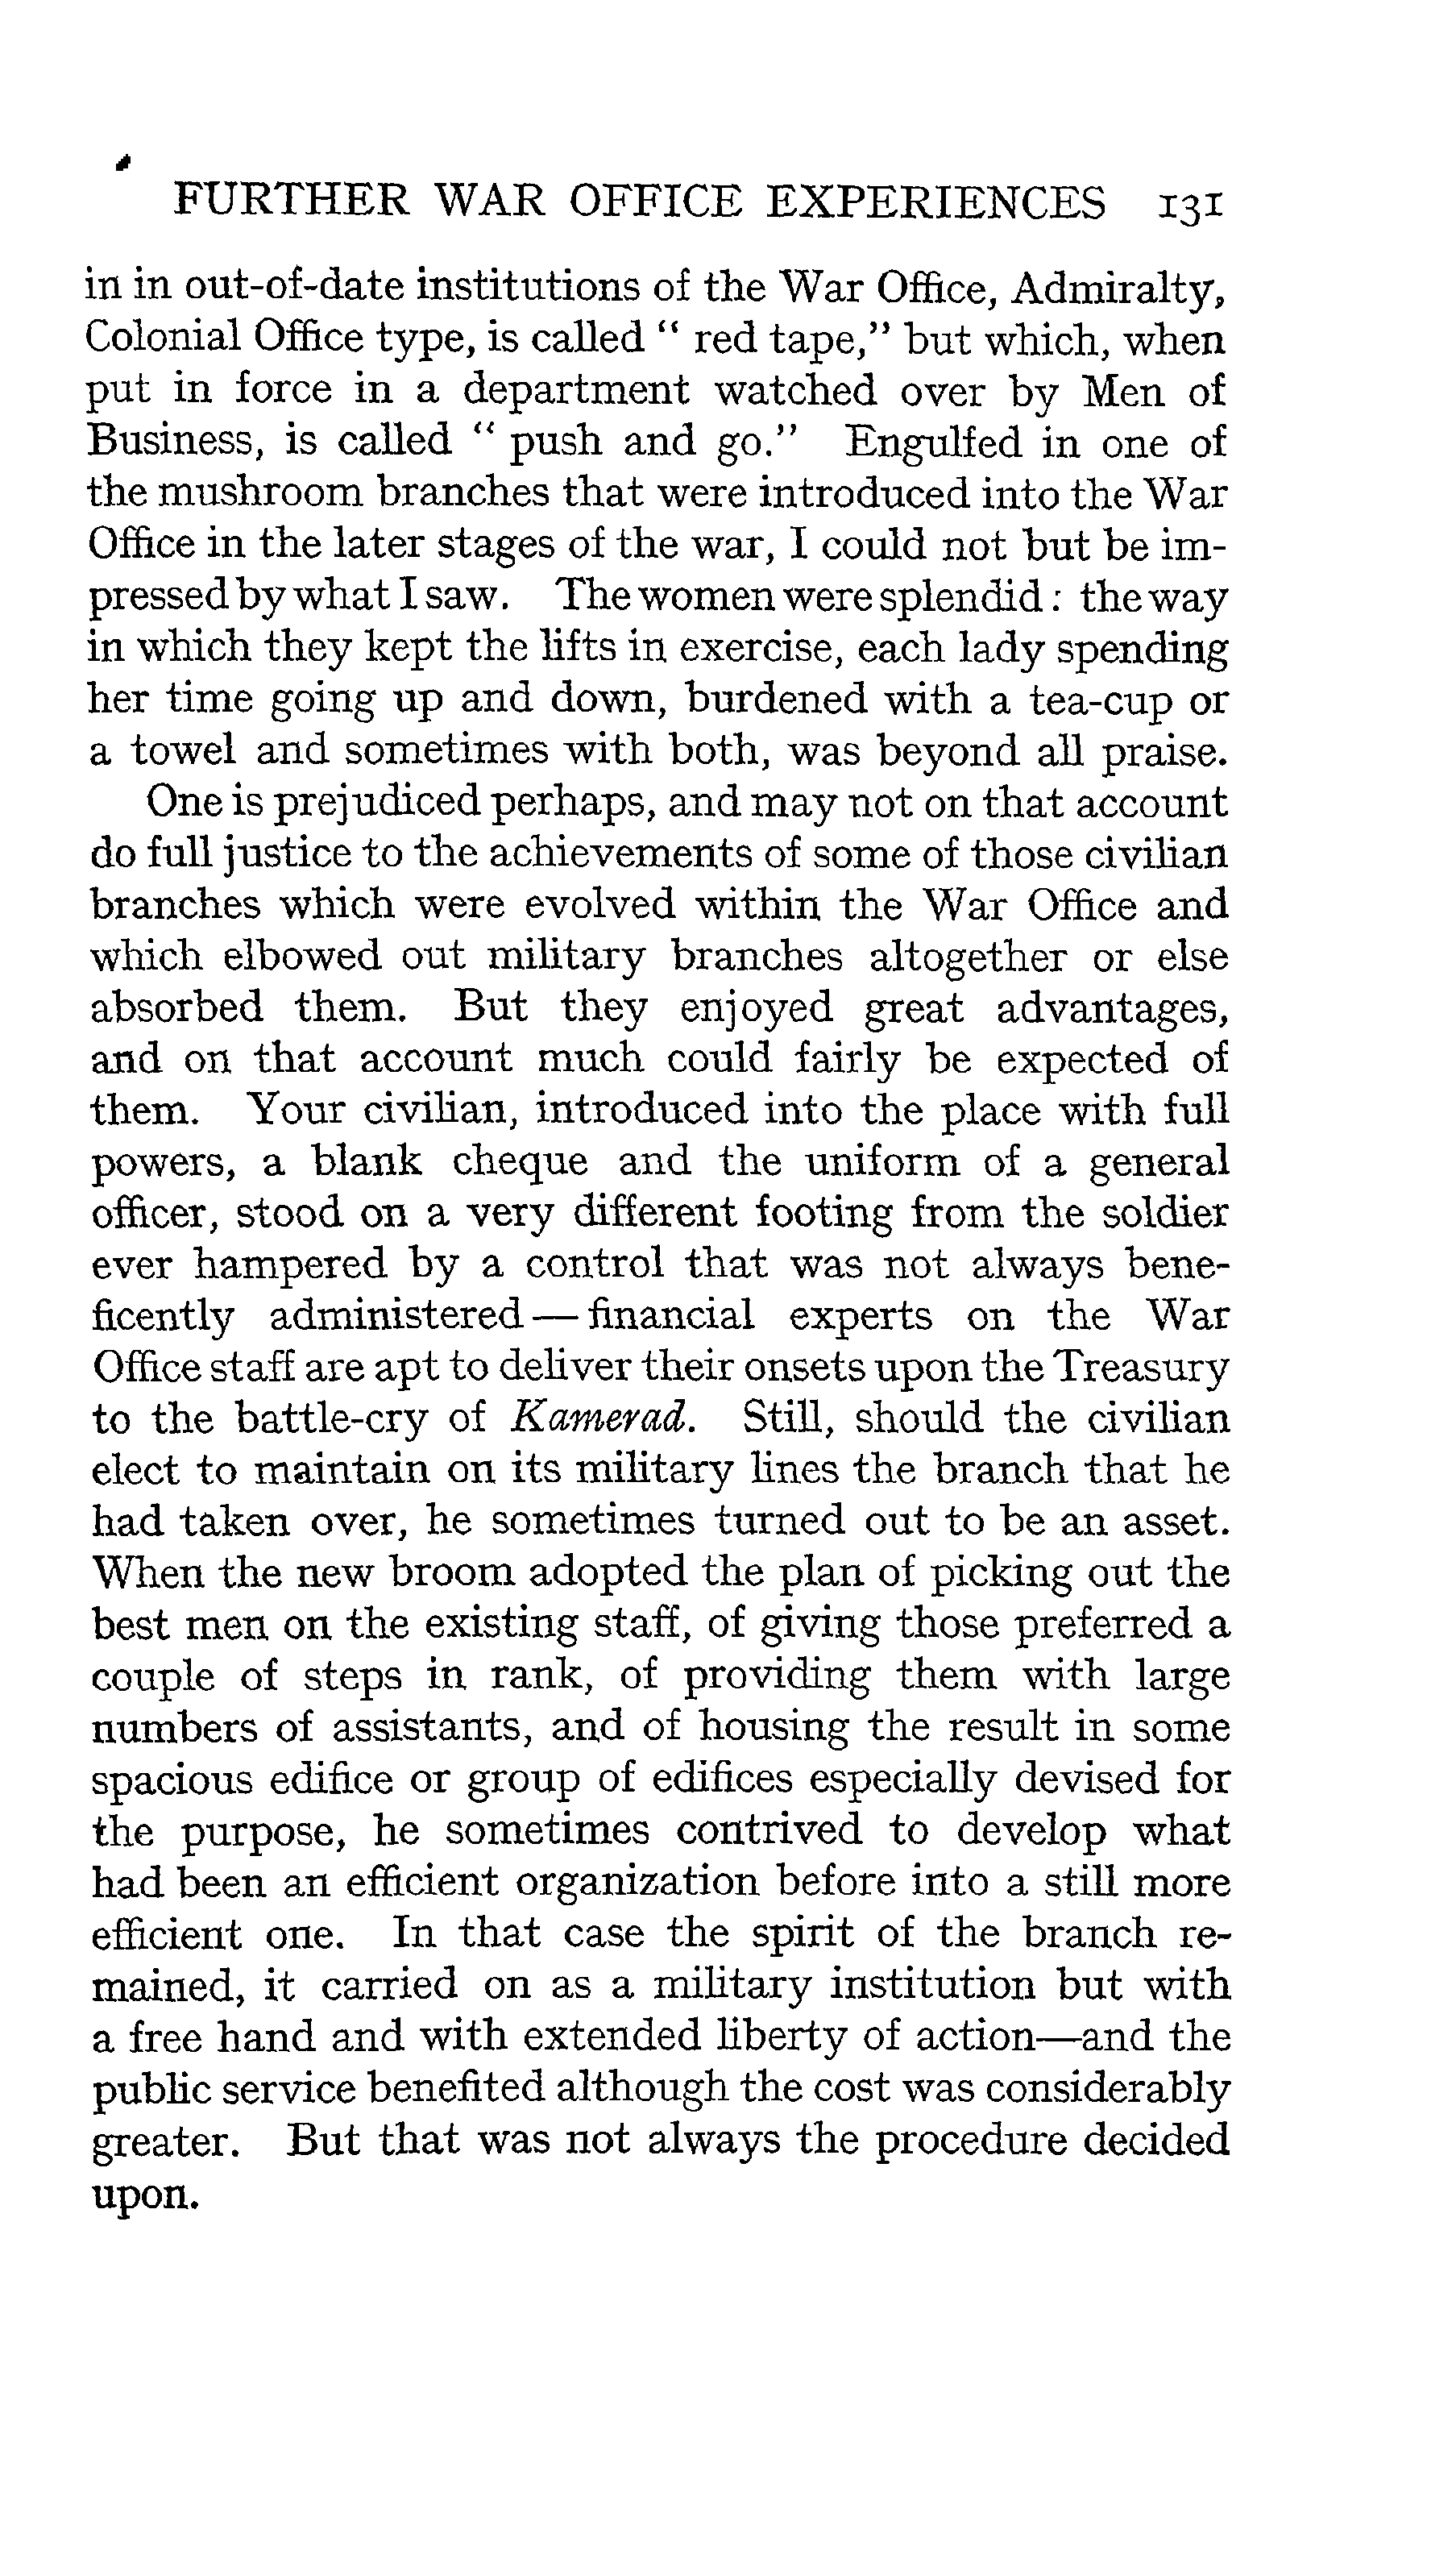 FURTHER WAR OFFICE EXPERIENCES 131
in in out-of-date institutions of the War Office, Admiralty,
Colonial Office type, is called " red tape," but which, when
put in force in a department watched over by Men of
Business, is called " push and go." Engulfed in one of
the mushroom branches that were introduced into the War
Office in the later stages of the war, I could not but be im-
pressed by what I saw. The women were splendid : the way
in which they kept the lifts in exercise, each lady spending
her time going up and down, burdened with a tea-cup or
a towel and sometimes with both, was beyond all praise.
One is prejudiced perhaps, and may not on that account
do full justice to the achievements of some of those civilian
branches which were evolved within the War Office and
which elbowed out military branches altogether or else
absorbed them. But they enjoyed great advantages,
and on that account much could fairly be expected of
them. Your civilian, introduced into the place with full
powers, a blank cheque and the uniform of a general
officer, stood on a very different footing from the soldier
ever hampered by a control that was not always bene-
ficently administered—financial experts on the War
Office staff are apt to deliver their onsets upon the Treasury
to the battle-cry of Kamerad. Still, should the civilian
elect to maintain on its military lines the branch that he
had taken over, he sometimes turned out to be an asset.
When the new broom adopted the plan of picking out the
best men on the existing staff, of giving those preferred a
couple of steps in rank, of providing them with large
numbers of assistants, and of housing the result in some
spacious edifice or group of edifices especially devised for
the purpose, he sometimes contrived to develop what
had been an efficient organization before into a still more
efficient one. In that case the spirit of the branch re-
mained, it carried on as a military institution but with
a free hand and with extended liberty of action—and the
public service benefited although the cost was considerably
greater. But that was not always the procedure decided
upon.